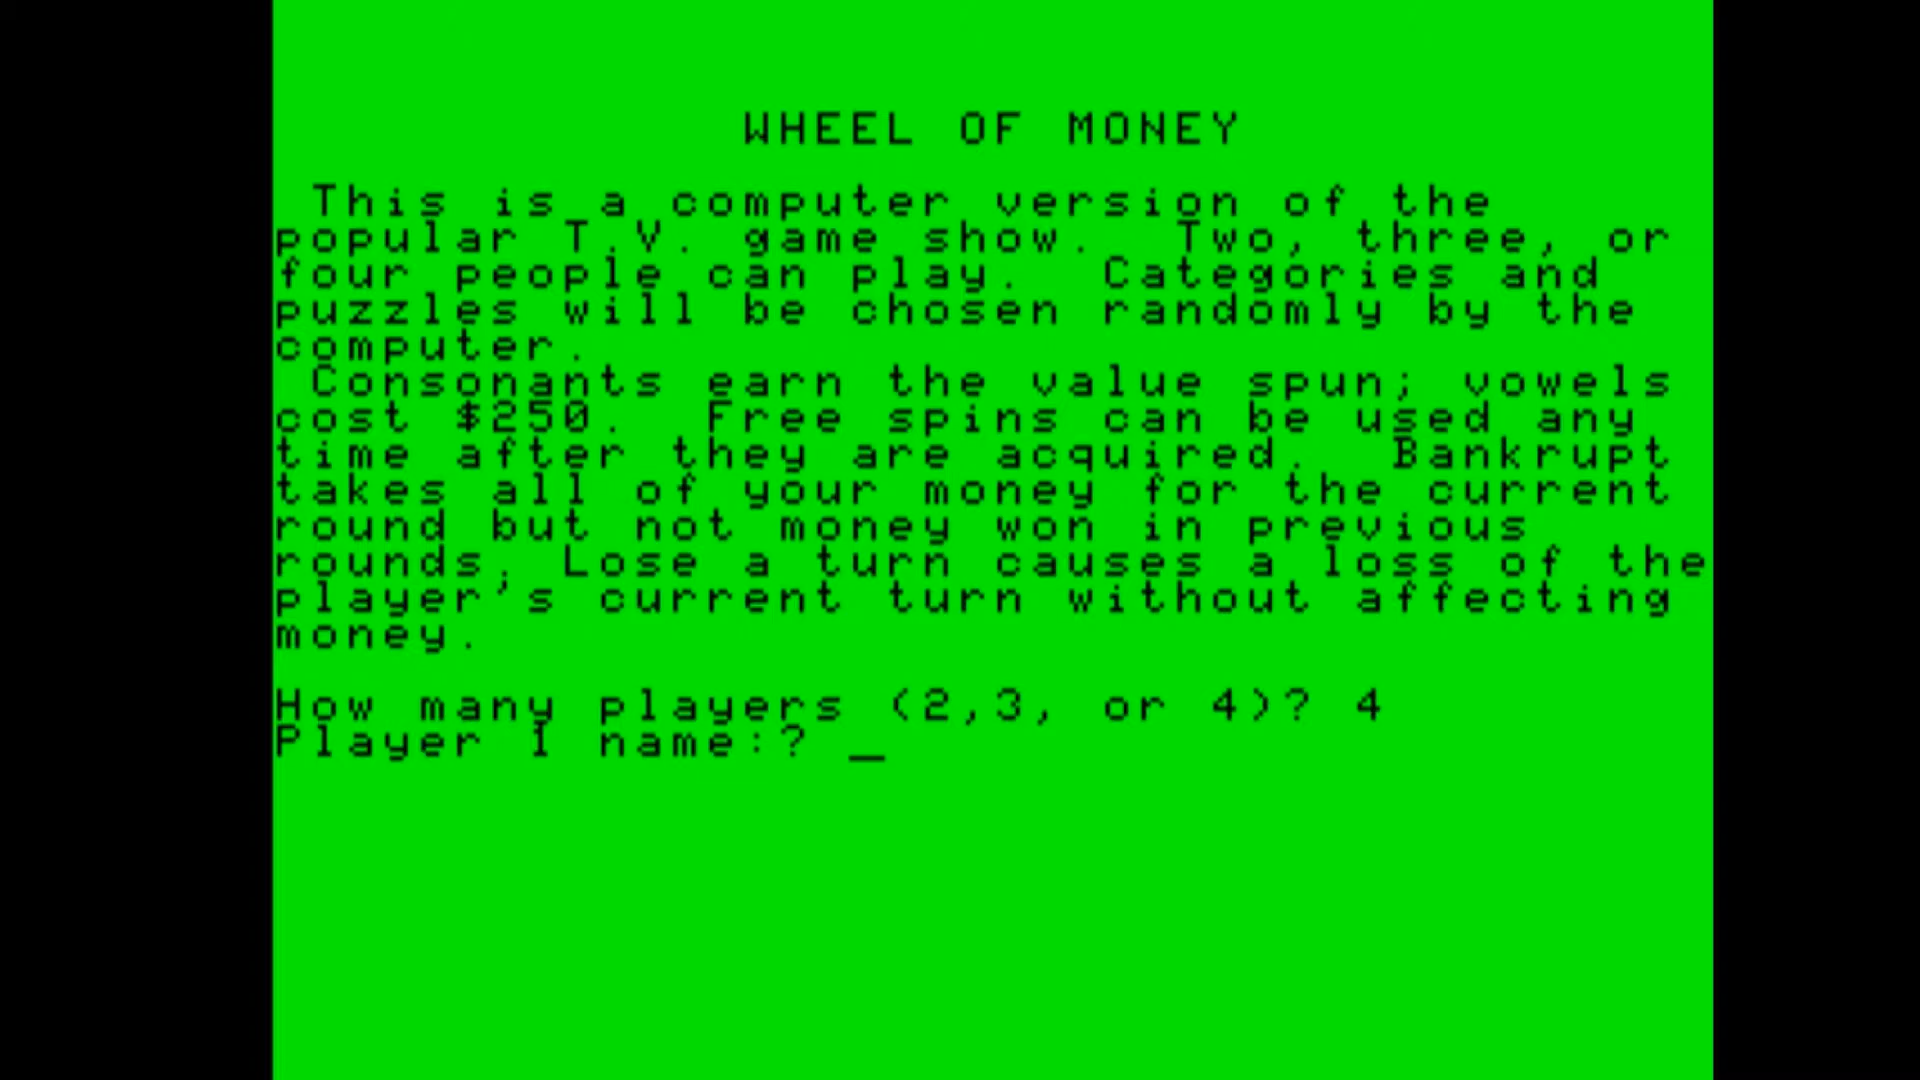 WHEEL OF MONEY
This is a computer version of the
popular T.V. game show. Two, three, or
four people can play. Categories and
puzzles will be chosen randomly by the
computer.
Consonants earn the value spun; vowels
cost $250. Free spins can be used any
time after they are acquired. Bankrupt
takes all of your money for the current
round but not money won in previous
rounds. Lose a turn causes a loss of the
player's current turn without affecting
money.
How many players (2,3, or 4)? 4
Player 1 name:? _